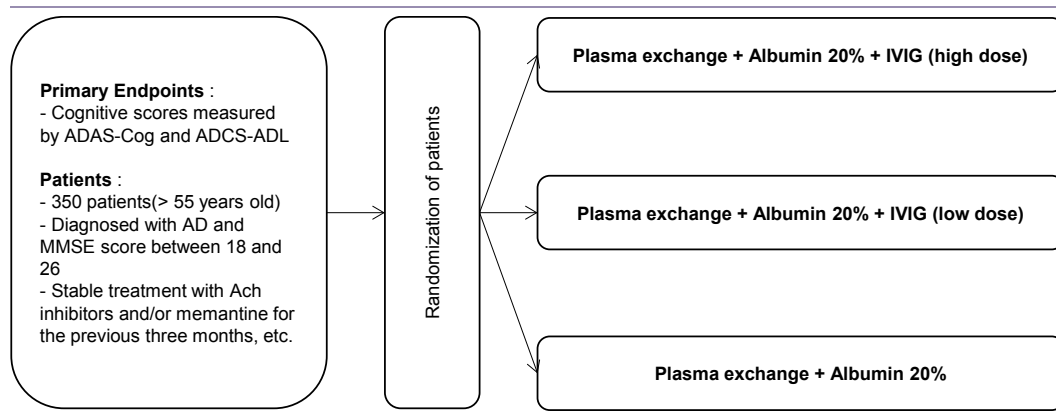 Primary Endpoints :
- Cognitive scores measured
by ADAS-Cog and ADCS-ADL
Patients :
- 350 patients(> 55 years old)
- Diagnosed with AD and
MMSE score between 18 and
26
- Stable treatment with Ach
inhibitors and/or memantine for
the previous three months, etc.
Randomization of patients
Plasma exchange + Albumin 20% + IVIG (high dose)
Plasma exchange + Albumin 20% + IVIG (low dose)
Plasma exchange + Albumin 20%